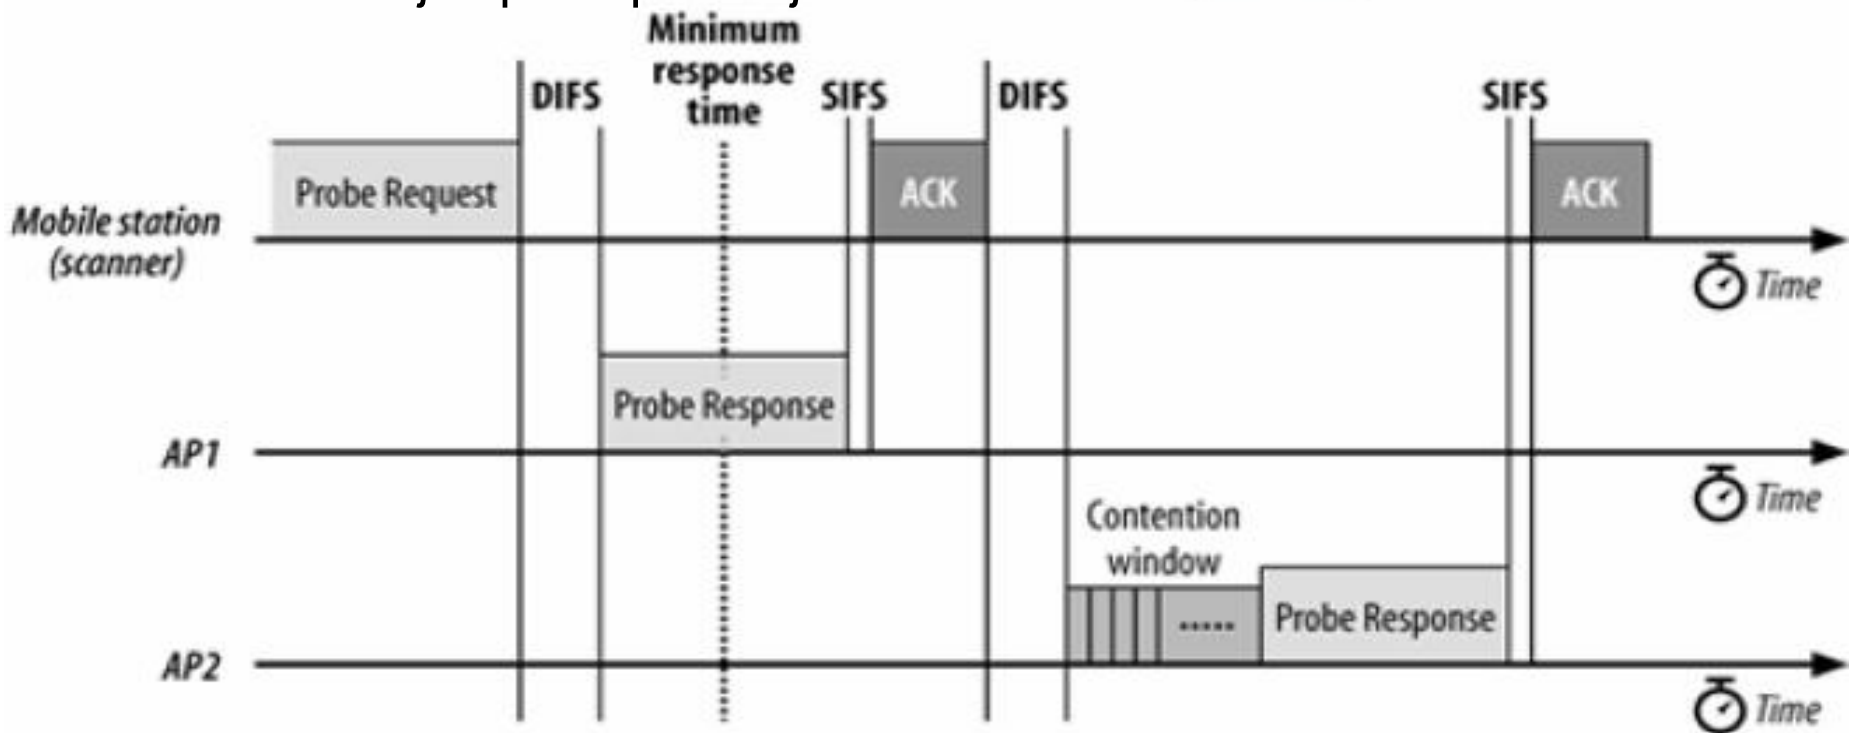 Minimum
response
time
DIFS
SIFS
DIFS
SIFS
Probe Request
ACK
ACK
Mobile station
(scanner)
Time
Probe Response
AP1
Time
Contention
window
.....
Probe Response
AP2
Time